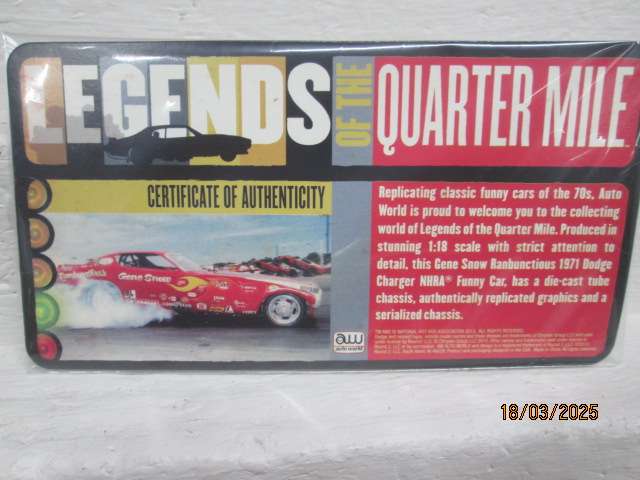 LEGENDS OF THE QUARTER MILE
CERTIFICATE OF AUTHENTICITY
Replicating classic funny cars of the 70s, Auto
World is proud to welcome you to the collecting
world of Legends of the Quarter Mile. Produced in
stunning 1:18 scale with strict attention to
detail, this Gene Snow Ranbunctious 1971 Dodge
Charger NHRA® Funny Car, has a die-cast tube
chassis, authentically replicated graphics and a
serialized chassis.
Gene Snow
aw
auto world
18/03/2025